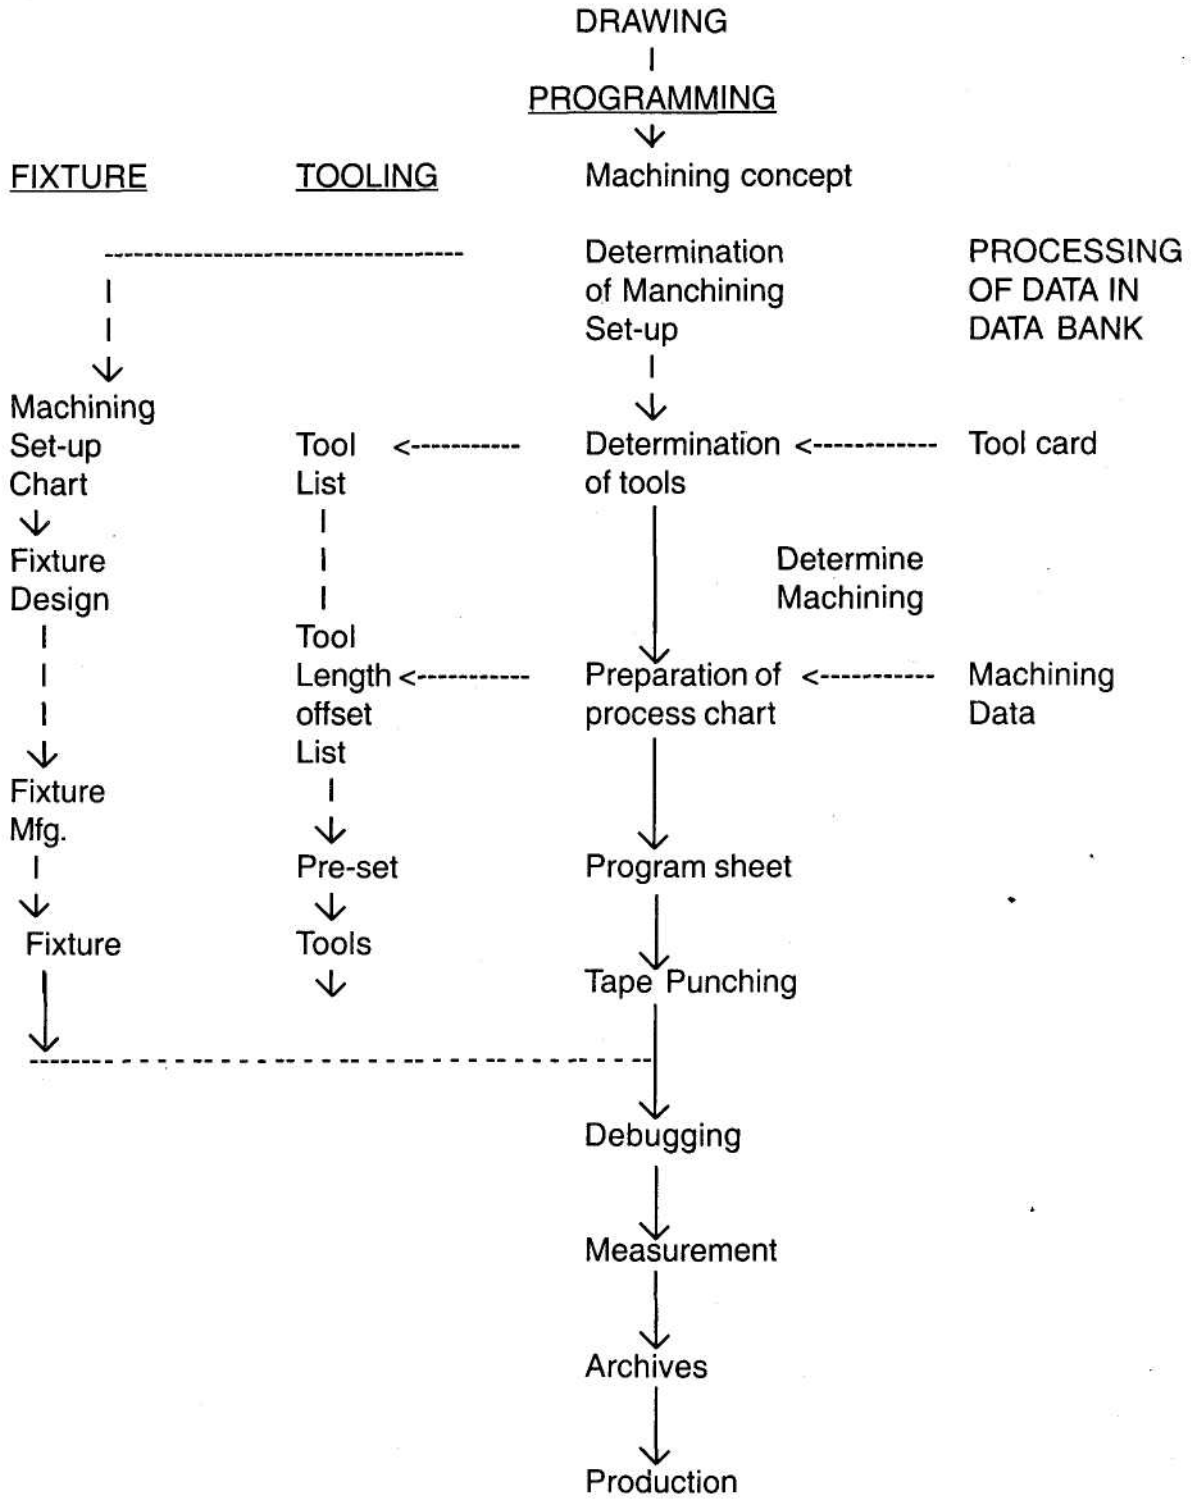 DRAWING
PROGRAMMING
FIXTURE TOOLING Machining concept
Determination PROCESSING
of Manchining OF DATA IN
Set-up DATA BANK
Machining
Set-up Tool Determination Tool card
Chart List of tools
Fixture Determine
Design Machining
Tool
Length Preparation of Machining
offset process chart Data
List
Fixture
Mfg.
Pre-set Program sheet
Fixture Tools
Tape Punching
Debugging
Measurement
Archives
Production